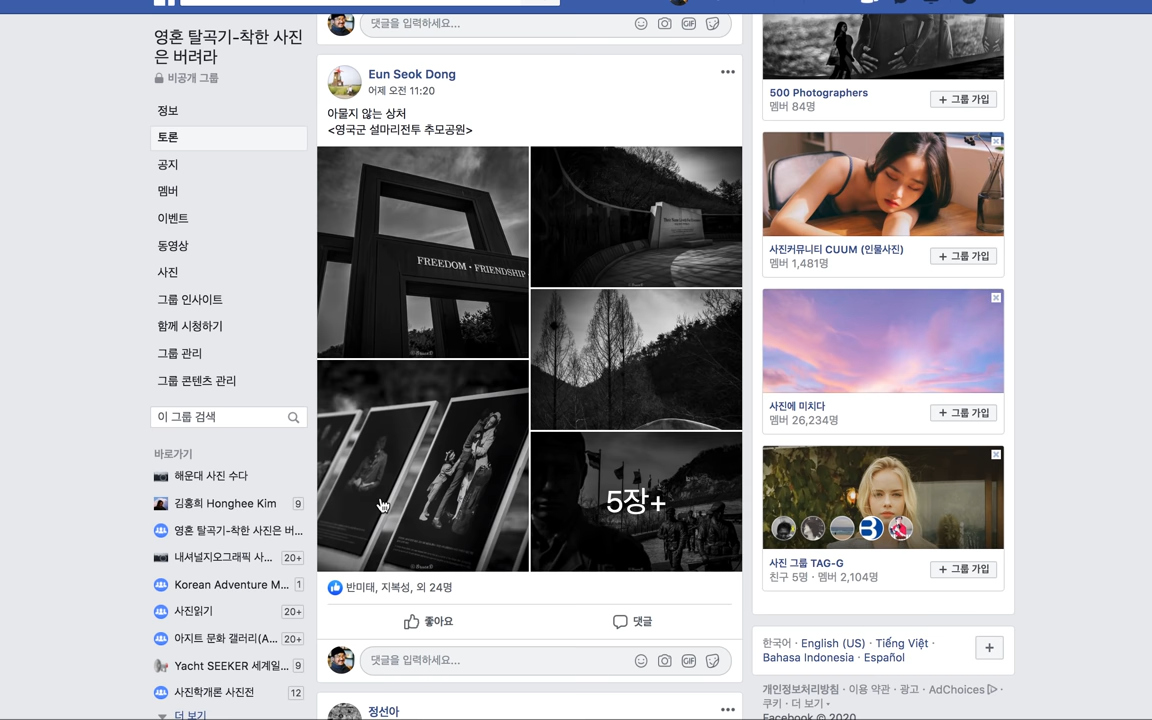 영혼 탈곡기-착한 사진
은 버려라
비공개 그룹
정보
토론
공지
멤버
이벤트
동영상
사진
그룹 인사이트
함께 시청하기
그룹 관리
그룹 콘텐츠 관리
이 그룹 검색
바로가기
해운대 사진 수다
김홍희 Honghee Kim 9
영혼 탈곡기-착한 사진은 버...
내셔널지오그래픽 사... 20+
Korean Adventure M... 1
사진읽기 20+
아지트 문화 갤러리(A... 20+
Yacht SEEKER 세계일... 9
사진학개론 사진전 12
더 보기
댓글을 입력하세요...
GIF
Eun Seok Dong
어제 오전 11:20
아물지 않는 상처
<영국군 설마리전투 추모공원>
FREEDOM · FRIENDSHIP
5장+
반미태, 지복성, 외 24명
좋아요
댓글
댓글을 입력하세요...
GIF
정선아
500 Photographers
멤버 84명
+ 그룹 가입
사진커뮤니티 CUUM (인물사진)
멤버 1,481명
+ 그룹 가입
사진에 미치다
멤버 26,234명
+ 그룹 가입
B
사진 그룹 TAG-G
친구 5명 · 멤버 2,104명
+ 그룹 가입
한국어 · English (US) · Tiếng Việt ·
Bahasa Indonesia · Español
개인정보처리방침 · 이용 약관 · 광고 · AdChoices ·
쿠키 · 더 보기
Facebook © 2020